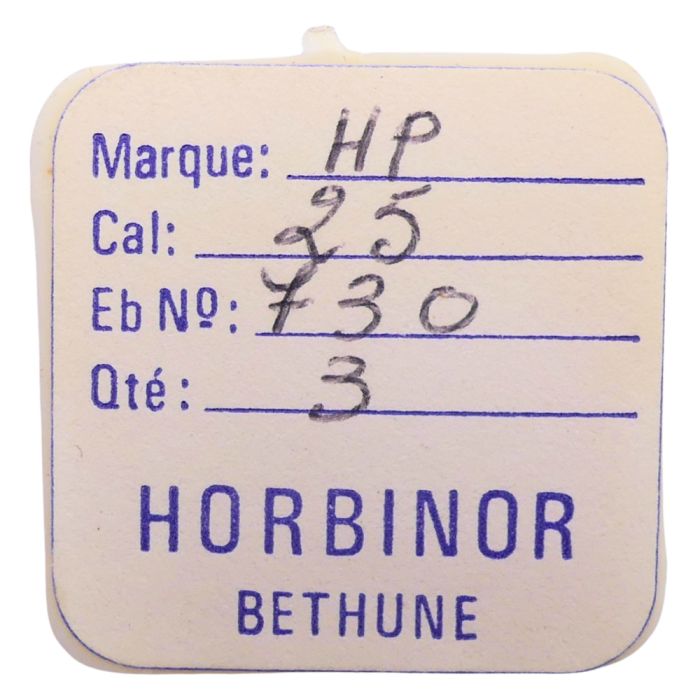 Marque: HP
Cal: 25
Eb Nº: 730
Qté: 3
HORBINOR
BETHUNE